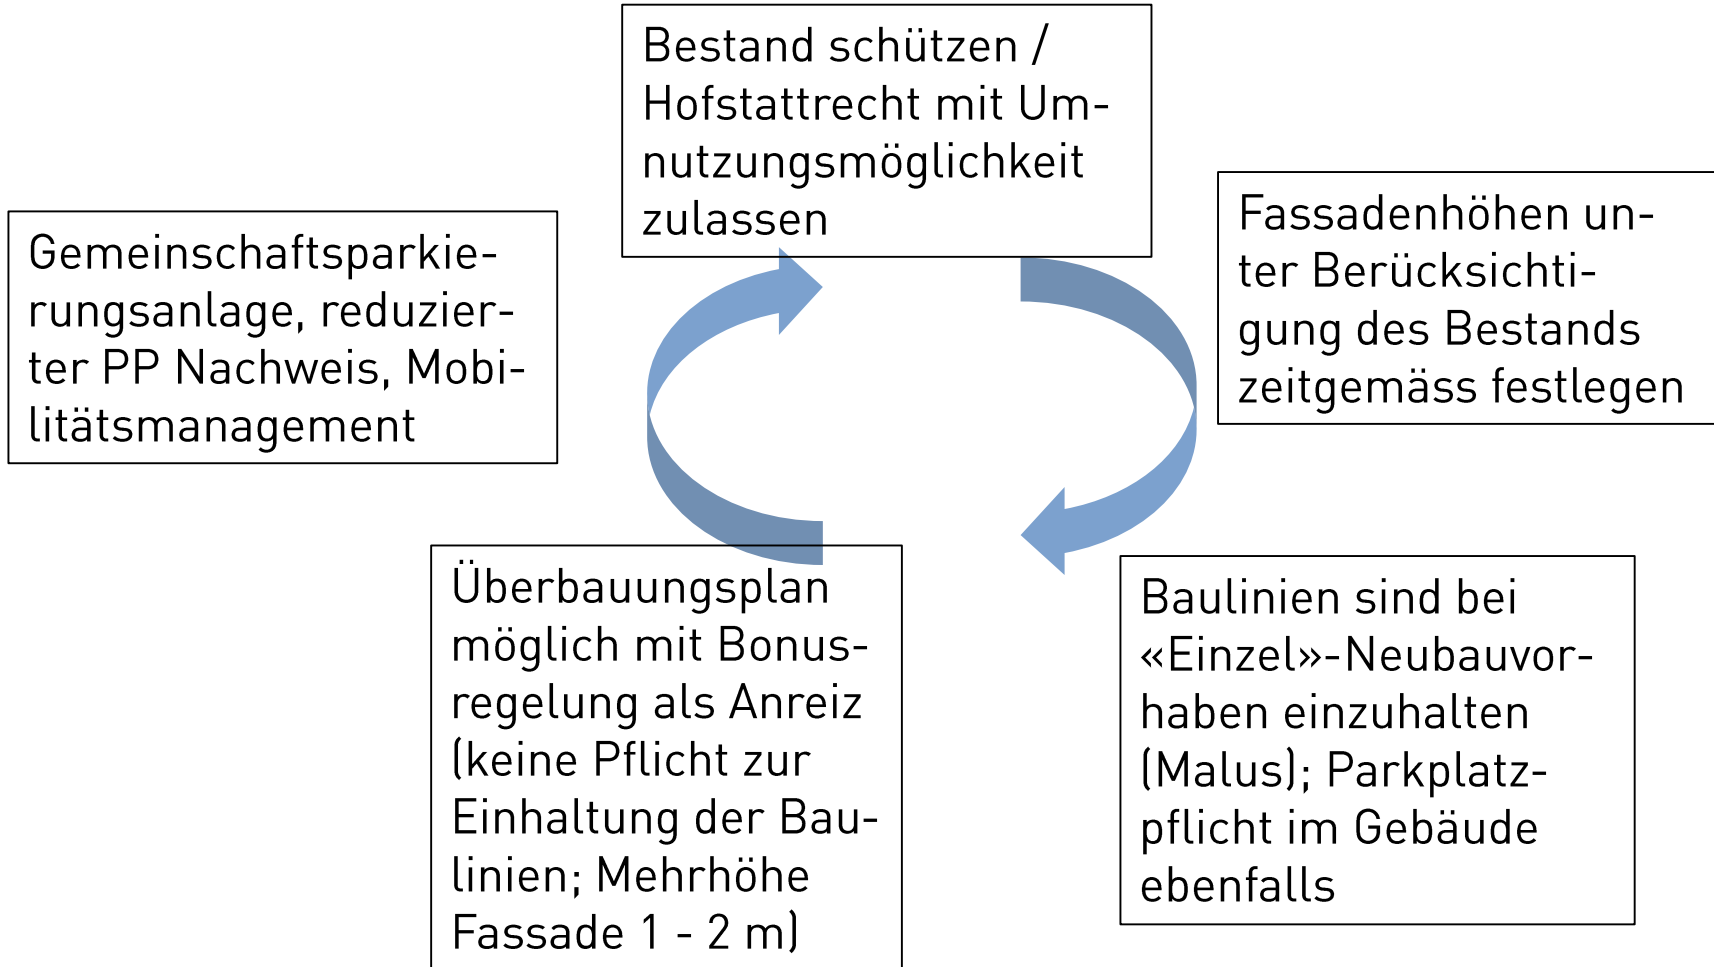 Bestand schützen /
Hofstattrecht mit Um-
nutzungsmöglichkeit
zulassen
Fassadenhöhen un-
ter Berücksichti-
gung des Bestands
zeitgemäss festlegen
Baulinien sind bei
«Einzel»-Neubauvor-
haben einzuhalten
(Malus); Parkplatz-
pflicht im Gebäude
ebenfalls
Überbauungsplan
möglich mit Bonus-
regelung als Anreiz
(keine Pflicht zur
Einhaltung der Bau-
linien; Mehrhöhe
Fassade 1 - 2 m)
Gemeinschaftsparkie-
rungsanlage, reduzier-
ter PP Nachweis, Mobi-
litätsmanagement